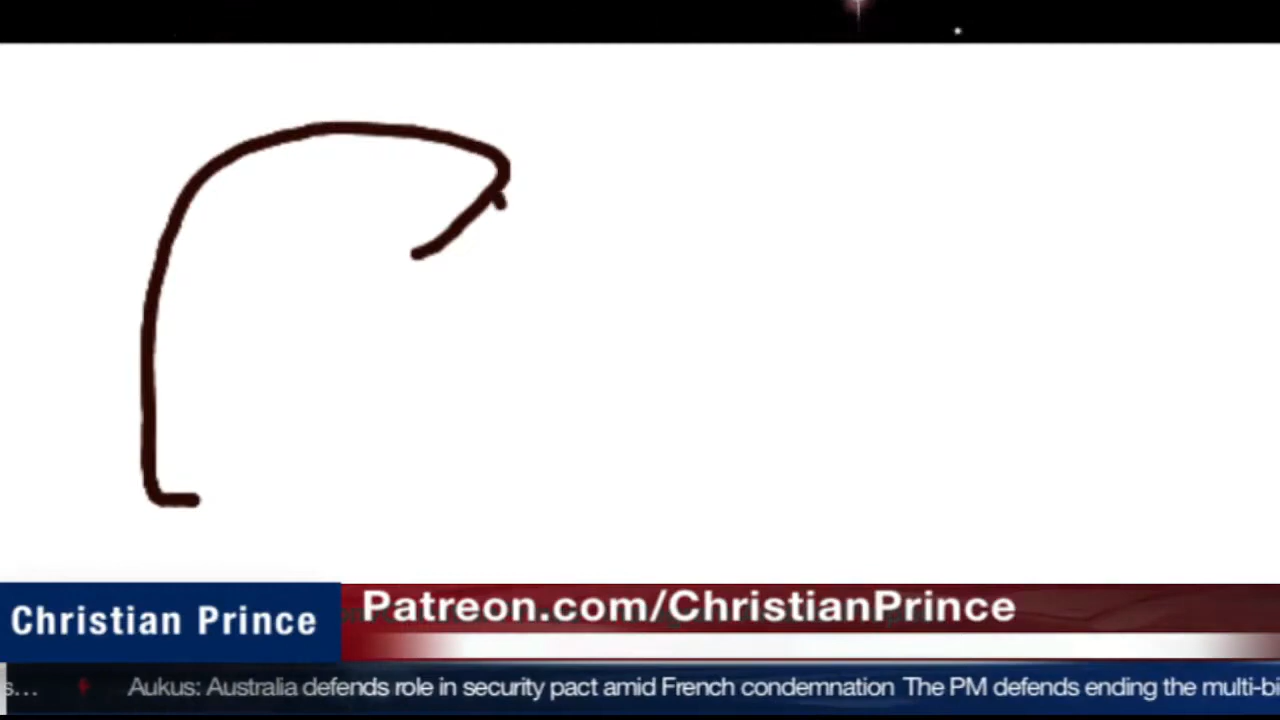 Christian Prince
Patreon.com/ChristianPrince
s... Aukus: Australia defends role in security pact amid French condemnation The PM defends ending the multi-bi